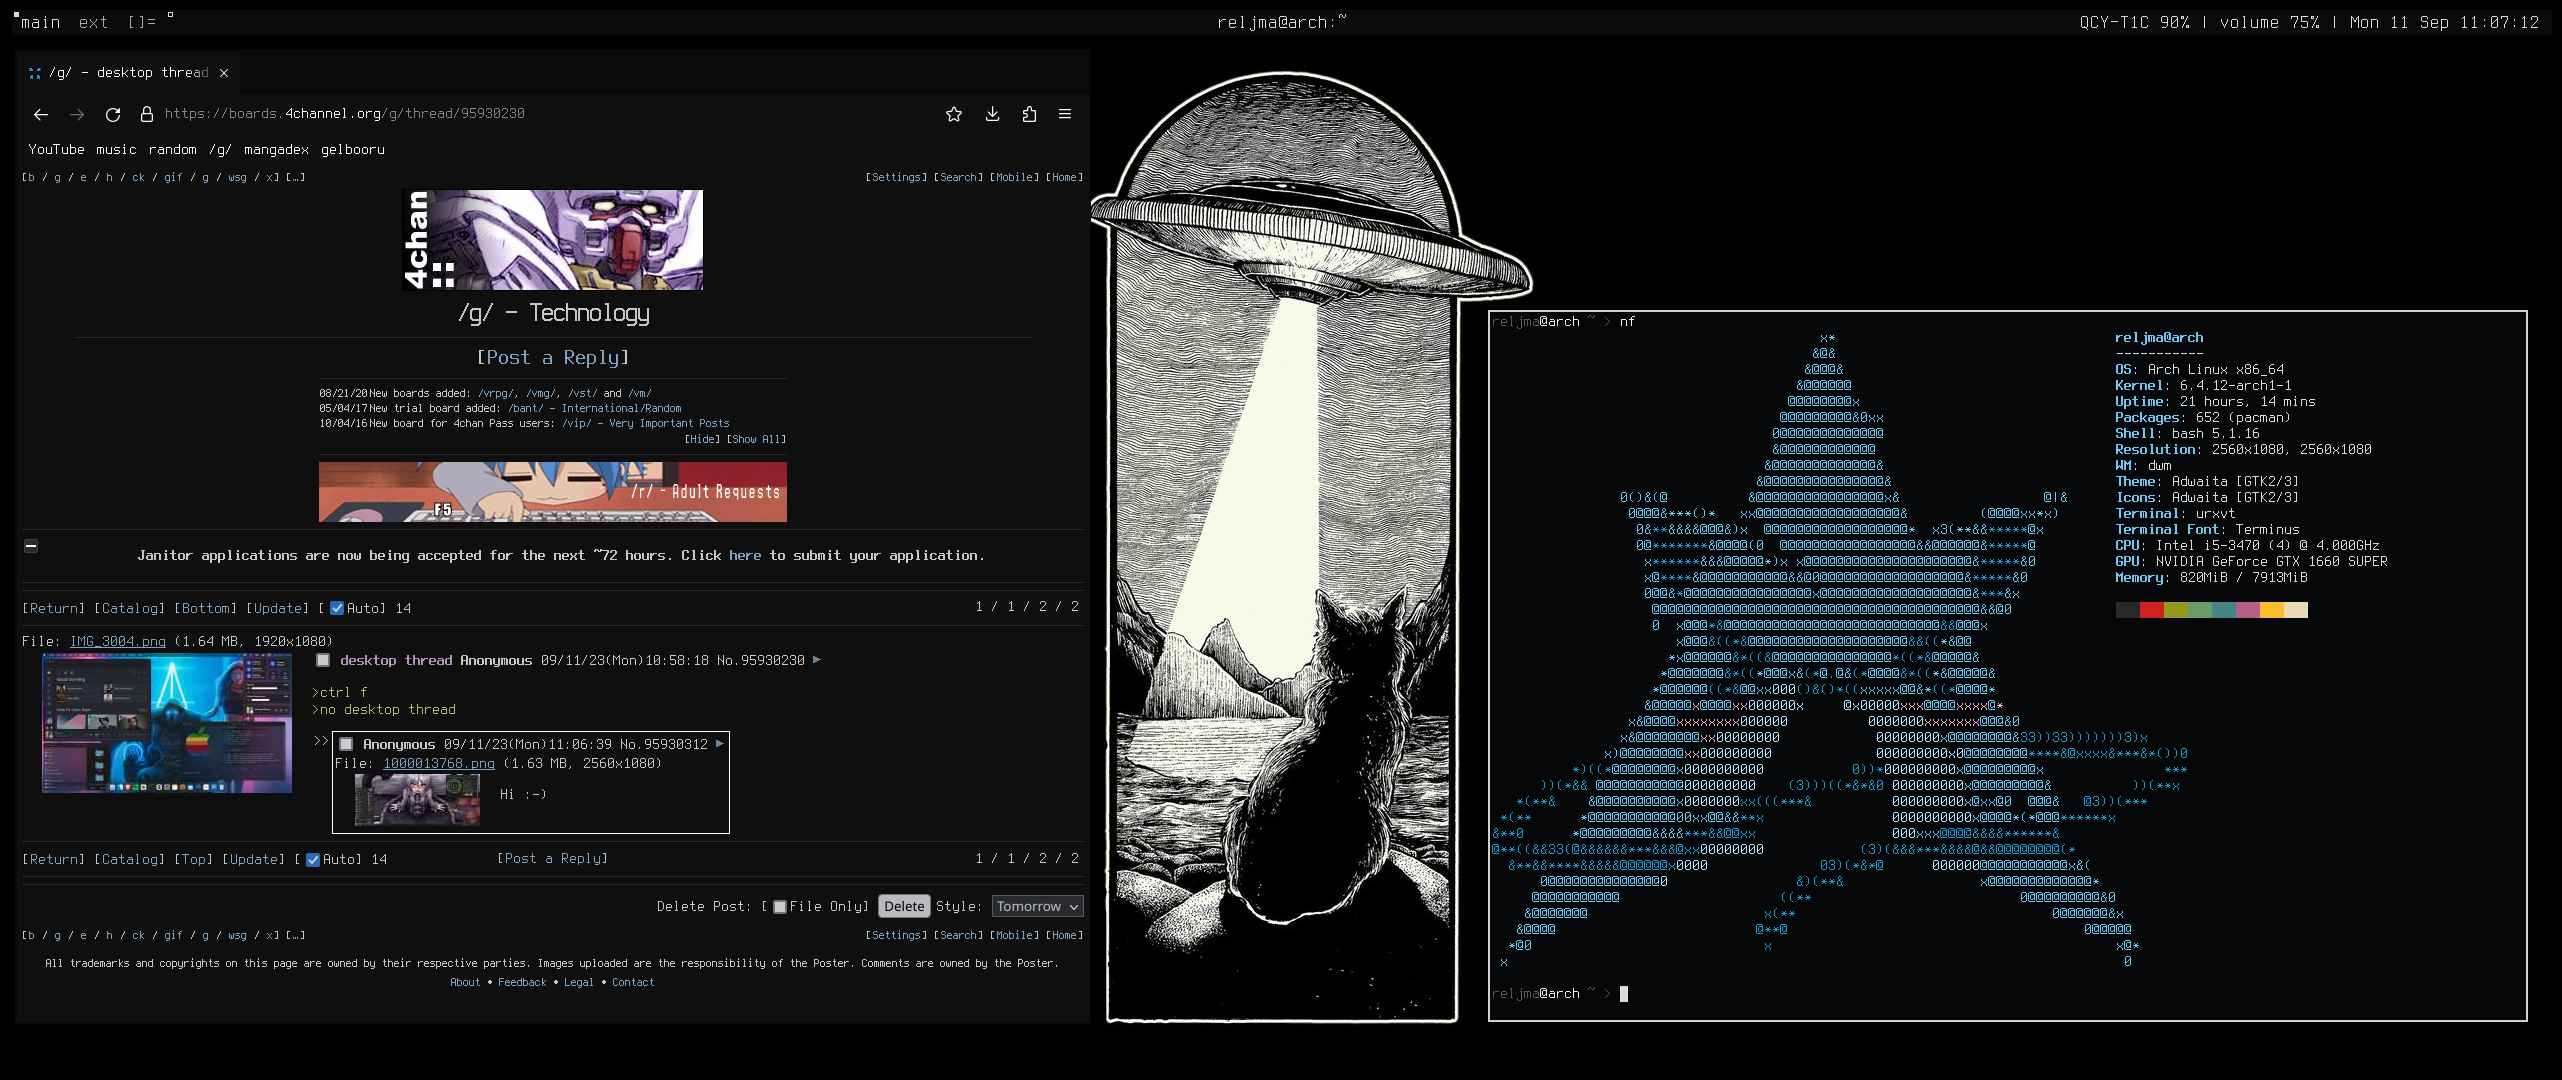 main ext []=
reljma@arch:~
QCY-T1C 90% | volume 75% | Mon 11 Sep 11:07:12
/g/ - desktop thread
https://boards.4channel.org/g/thread/95930230
YouTube music random /g/ mangadex gelbooru
[b / g / e / h / ck / gif / g / wsg / x] […]
[Settings] [Search] [Mobile] [Home]
4chan
/g/ - Technology
[Post a Reply]
08/21/20 New boards added: /vrpg/, /vmg/, /vst/ and /vm/
05/04/17 New trial board added: /bant/ - International/Random
10/04/16 New board for 4chan Pass users: /vip/ - Very Important Posts
[Hide] [Show All]
/r/ - Adult Requests
F5
Janitor applications are now being accepted for the next ~72 hours. Click here to submit your application.
[Return] [Catalog] [Bottom] [Update] [Auto] 14
1 / 1 / 2 / 2
File: IMG_3004.png (1.64 MB, 1920x1080)
desktop thread Anonymous 09/11/23(Mon)10:58:18 No.95930230
>ctrl f
>no desktop thread
>>
Anonymous 09/11/23(Mon)11:06:39 No.95930312
File: 1000013768.png (1.63 MB, 2560x1080)
Hi :-)
[Return] [Catalog] [Top] [Update] [Auto] 14
[Post a Reply]
1 / 1 / 2 / 2
Delete Post: [File Only] Delete Style: Tomorrow
[b / g / e / h / ck / gif / g / wsg / x] […]
[Settings] [Search] [Mobile] [Home]
All trademarks and copyrights on this page are owned by their respective parties. Images uploaded are the responsibility of the Poster. Comments are owned by the Poster.
About • Feedback • Legal • Contact
reljma@arch ~ > nf
reljma@arch
-----------
OS: Arch Linux x86_64
Kernel: 6.4.12-arch1-1
Uptime: 21 hours, 14 mins
Packages: 652 (pacman)
Shell: bash 5.1.16
Resolution: 2560x1080, 2560x1080
WM: dwm
Theme: Adwaita [GTK2/3]
Icons: Adwaita [GTK2/3]
Terminal: urxvt
Terminal Font: Terminus
CPU: Intel i5-3470 (4) @ 4.000GHz
GPU: NVIDIA GeForce GTX 1660 SUPER
Memory: 820MiB / 7913MiB
reljma@arch ~ >